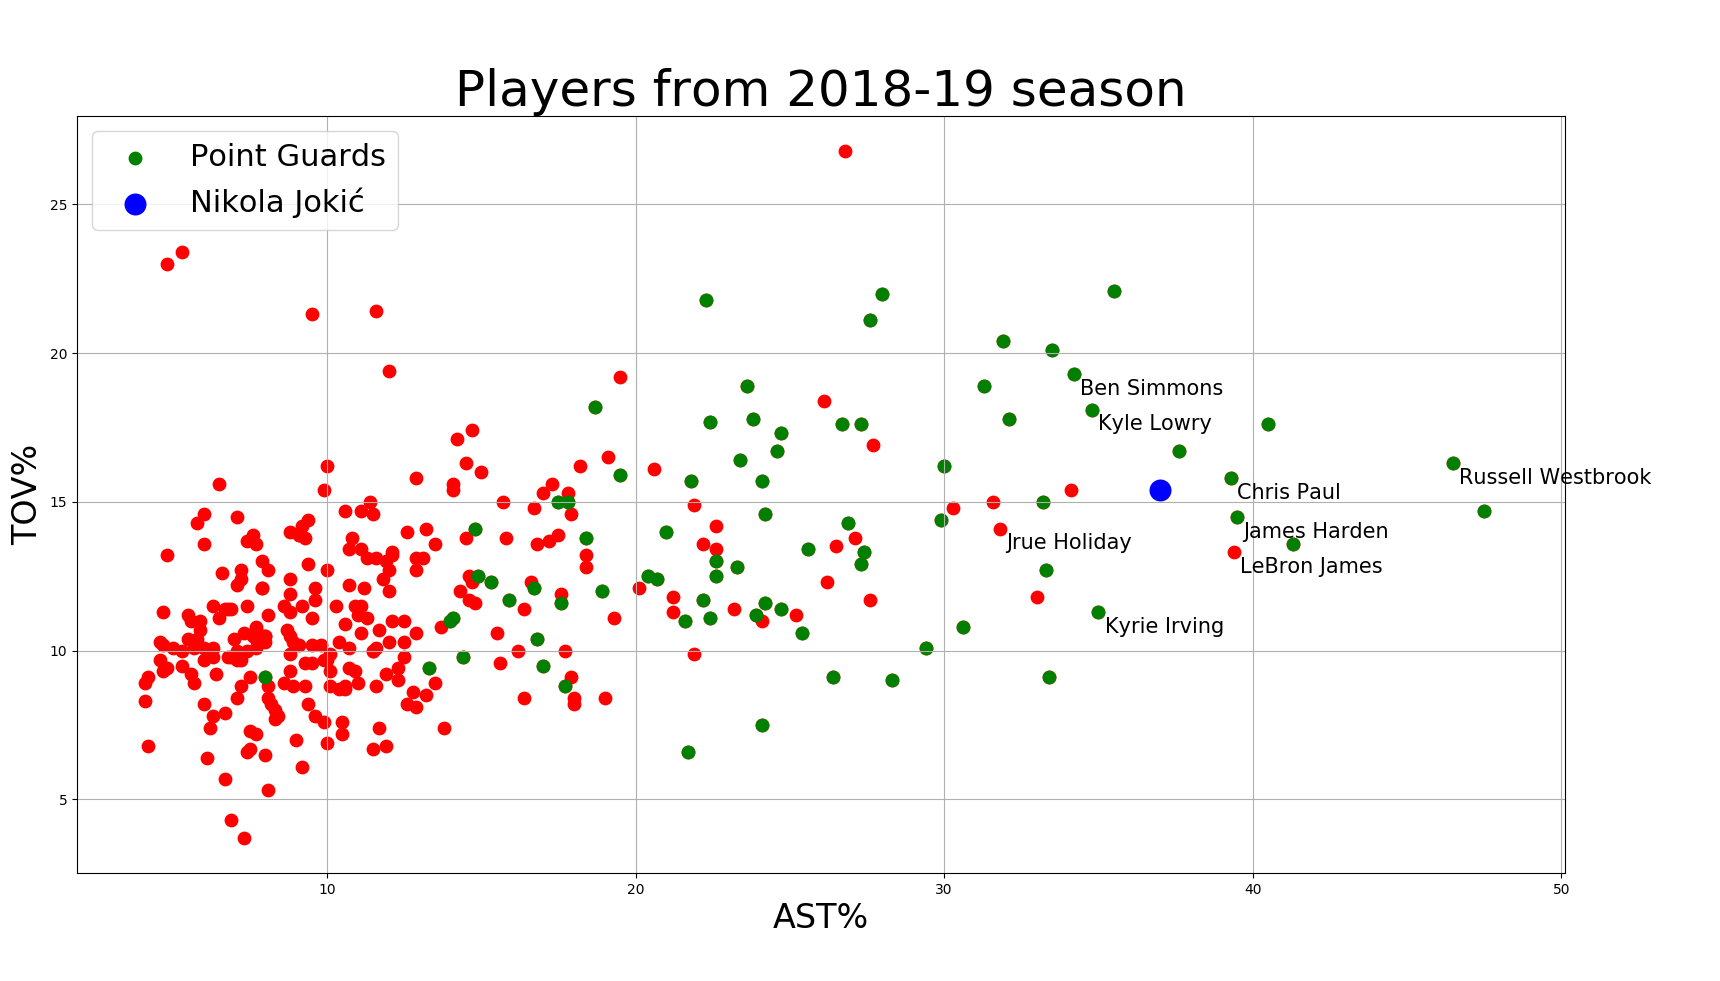 Players from 2018-19 season
Point Guards
Nikola Jokić
TOV%
25
20
15
10
5
Ben Simmons
Kyle Lowry
Russell Westbrook
Chris Paul
James Harden
Jrue Holiday
LeBron James
Kyrie Irving
10
20
30
40
50
AST%